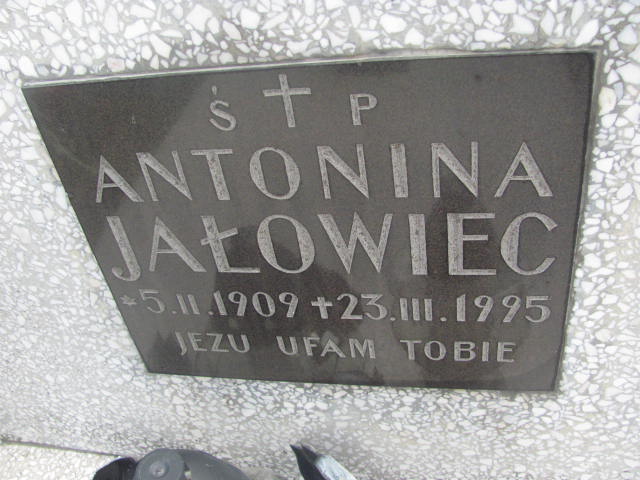 Ś ✝ P
ANTONINA
JAŁOWIEC
*5.II.1909 ✝23.III.1995
JEZU UFAM TOBIE